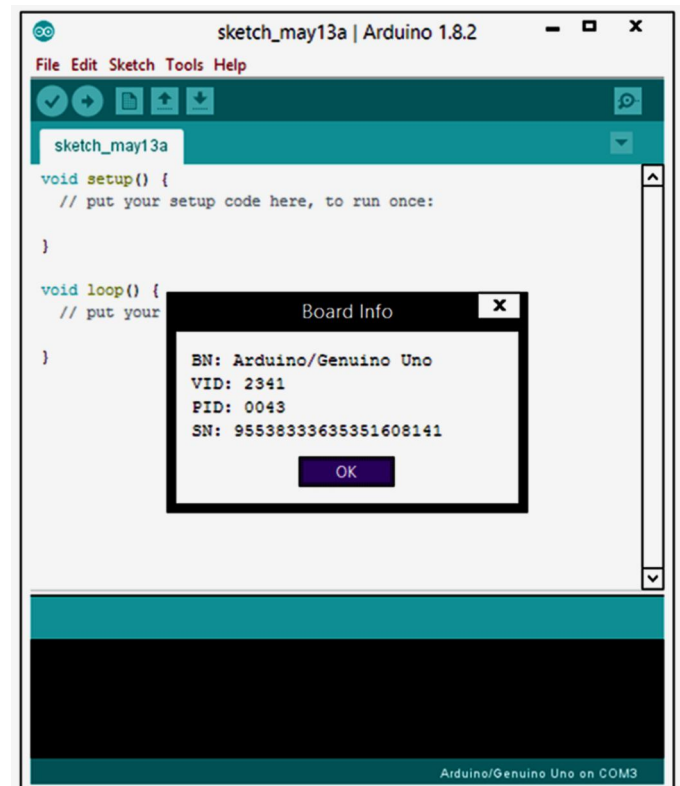 sketch_may13a | Arduino 1.8.2
File Edit Sketch Tools Help
sketch_may13a
void setup() {
  // put your setup code here, to run once:
}
void loop() {
  // put your
}
Board Info
BN: Arduino/Genuino Uno
VID: 2341
PID: 0043
SN: 95538333635351608141
OK
Arduino/Genuino Uno on COM3